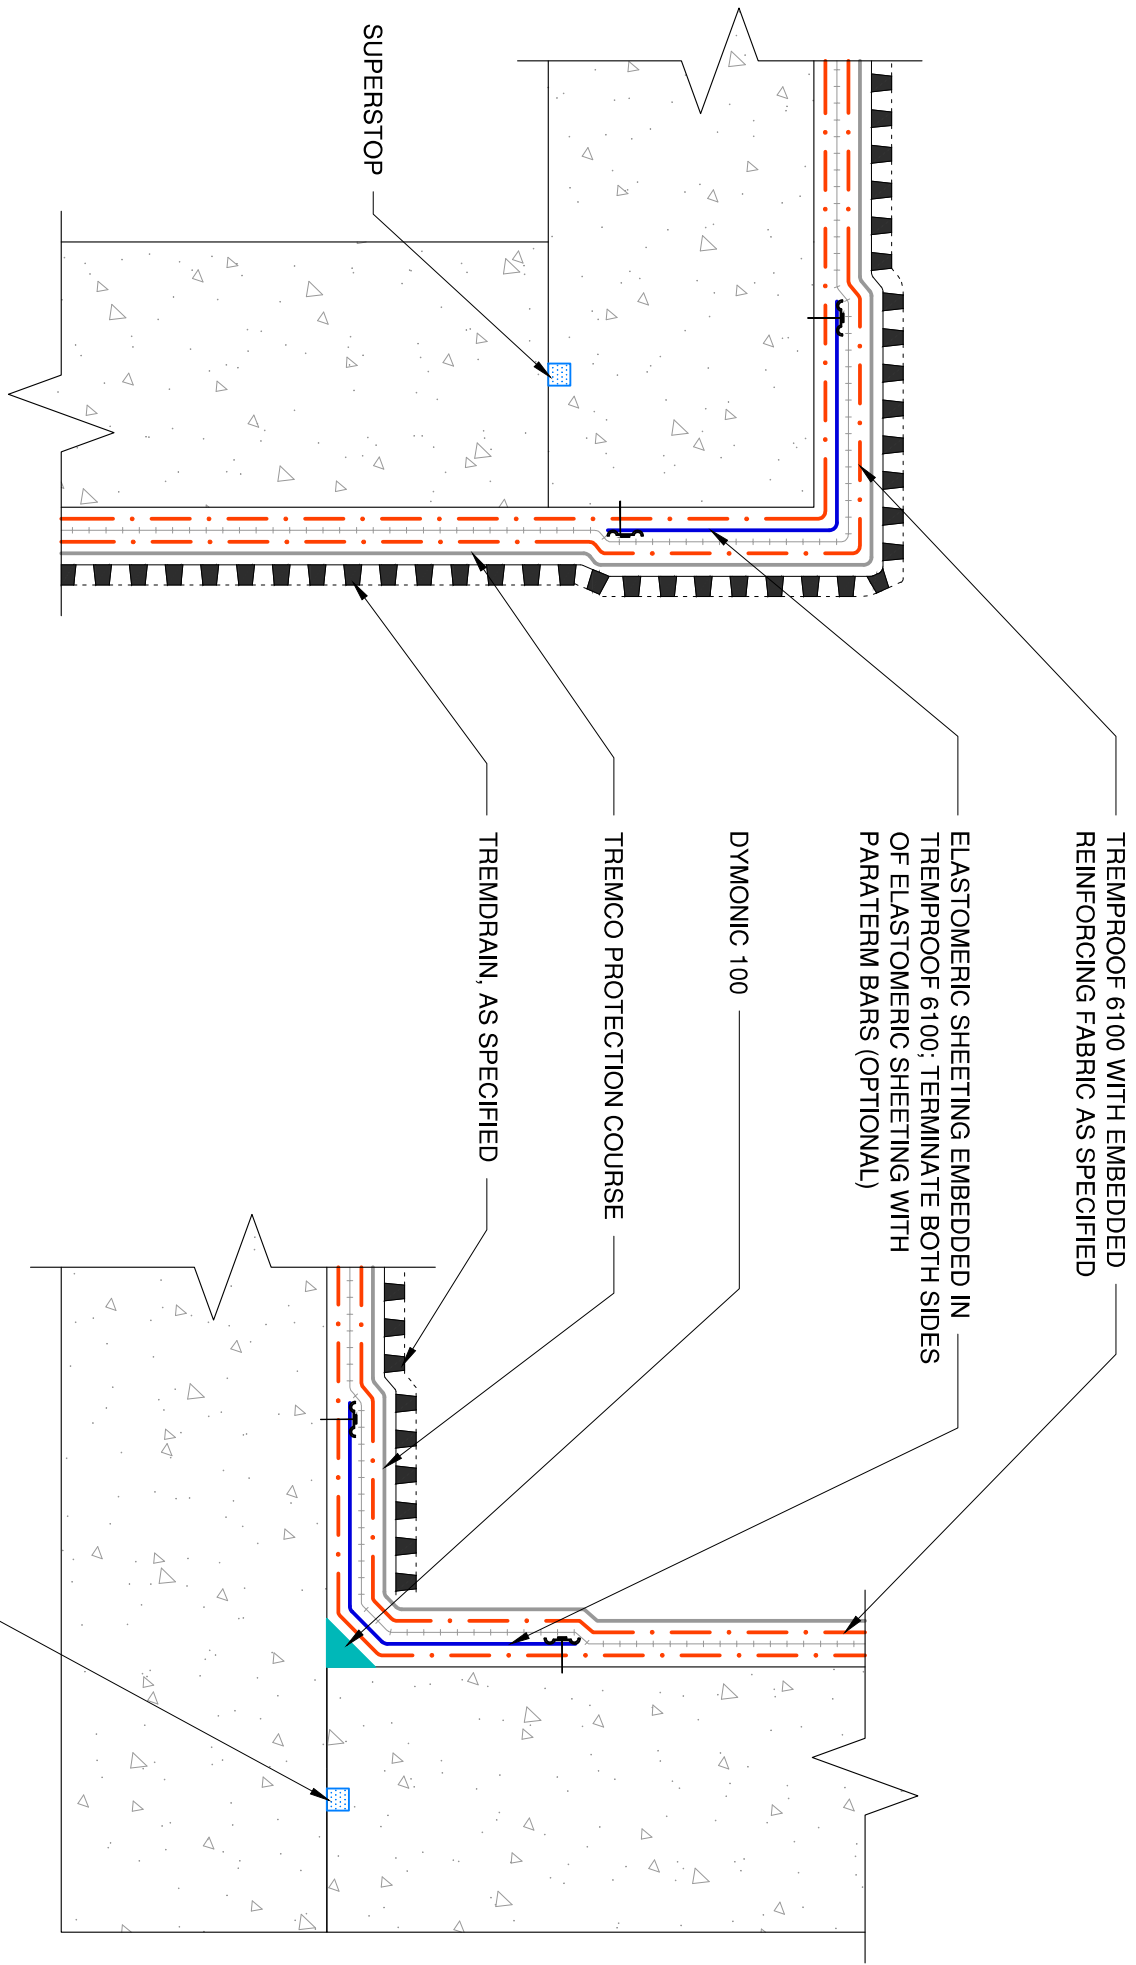 TREMPROOF 6100 WITH EMBEDDED
REINFORCING FABRIC AS SPECIFIED
ELASTOMERIC SHEETING EMBEDDED IN
TREMPROOF 6100; TERMINATE BOTH SIDES
OF ELASTOMERIC SHEETING WITH
PARATERM BARS (OPTIONAL)
DYMONIC 100
TREMCO PROTECTION COURSE
TREMDRAIN, AS SPECIFIED
SUPERSTOP